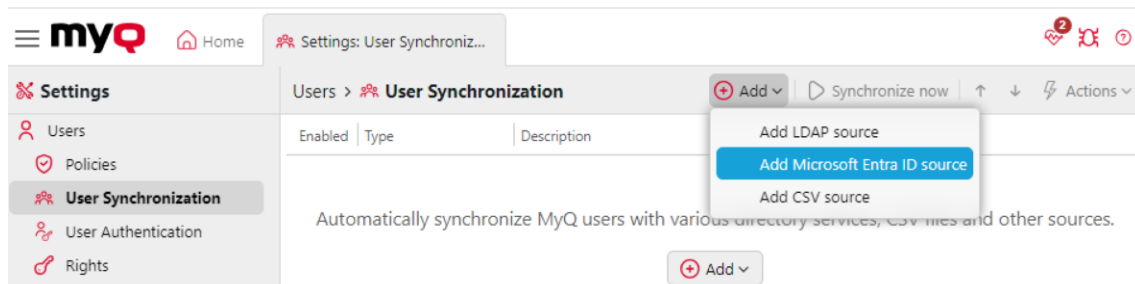 myQ Home Settings: User Synchroniz... 2
Settings Users > User Synchronization Add Synchronize now Actions
Users Enabled Type Description Add LDAP source
Policies Add Microsoft Entra ID source
User Synchronization Add CSV source
Automatically synchronize MyQ users with various directory services, CSV files and other sources.
User Authentication
Rights Add